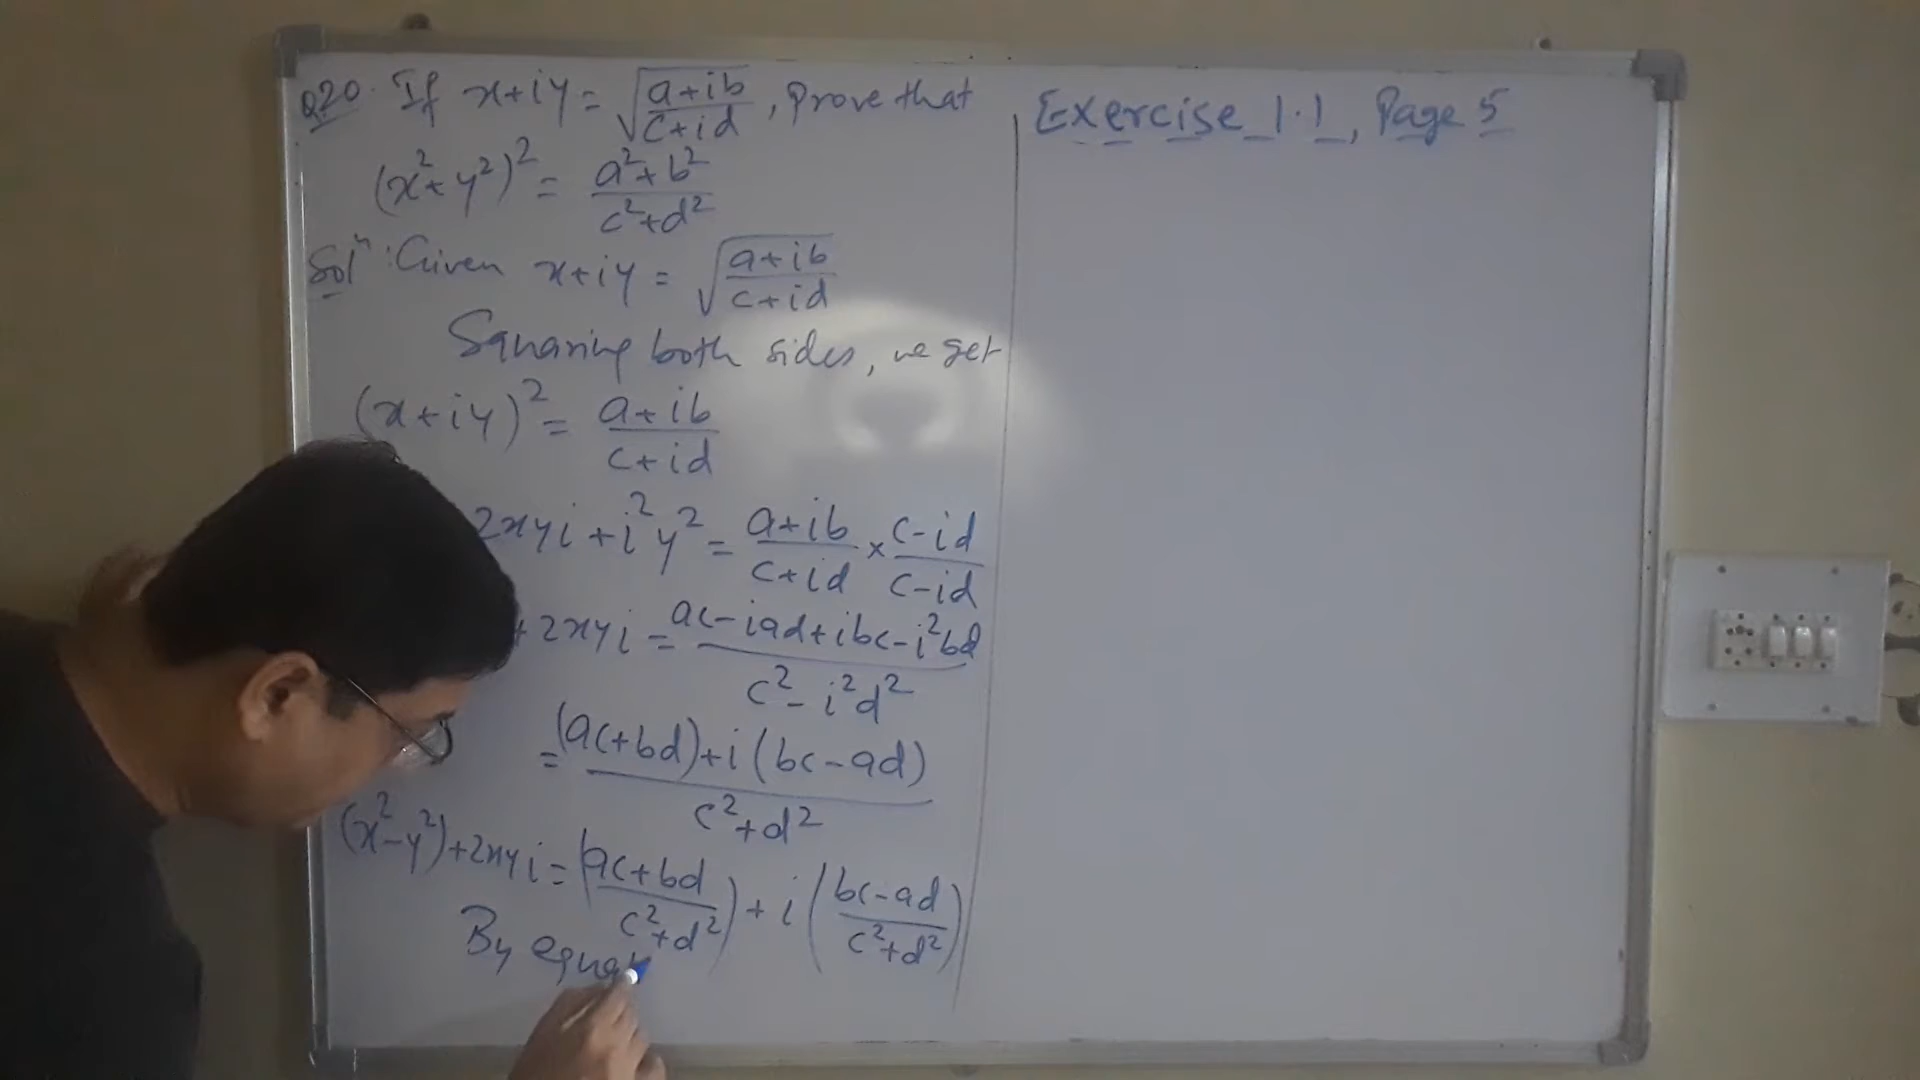 Q.20. If x+iy = √(a+ib / c+id), Prove that
(x²+y²)² = a²+b² / c²+d²
Solⁿ: Given x+iy = √(a+ib / c+id)
Squaring both sides, we get
(x+iy)² = a+ib / c+id
2xyi + i²y² = a+ib / c+id × c-id / c-id
+ 2xyi = ac-iad+ibc-i²bd / c²-i²d²
= (ac+bd)+i(bc-ad) / c²+d²
(x²-y²)+2xyi = (ac+bd / c²+d²) + i (bc-ad / c²+d²)
By equa
Exercise 1.1, Page 5